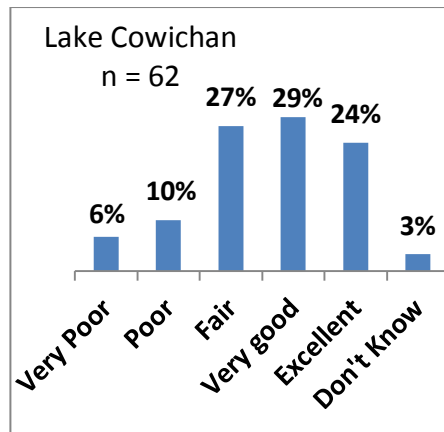 Lake Cowichan
n = 62
6%
10%
27%
29%
24%
3%
Very Poor
Poor
Fair
Very good
Excellent
Don't Know